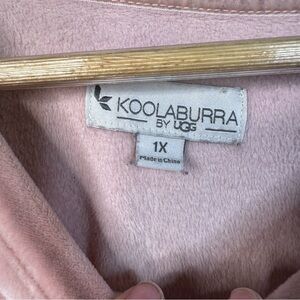 KOOLABURRA
BY UGG
1X
Made in China